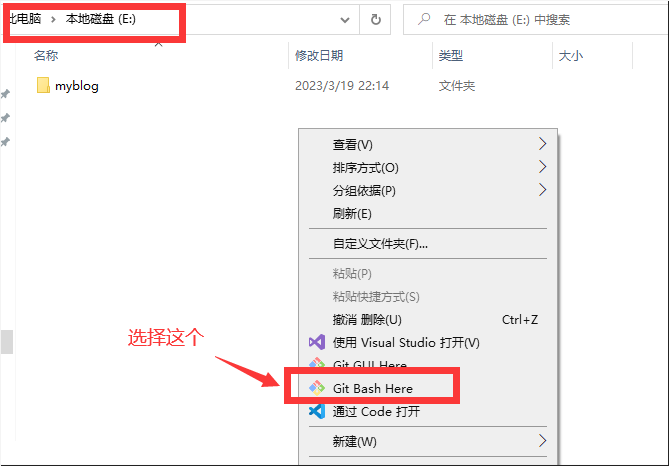 此电脑 > 本地磁盘 (E:)
在 本地磁盘 (E:) 中搜索
名称 修改日期 类型 大小
myblog 2023/3/19 22:14 文件夹
查看(V)
排序方式(O)
分组依据(P)
刷新(E)
自定义文件夹(F)...
粘贴(P)
粘贴快捷方式(S)
撤消 删除(U) Ctrl+Z
选择这个
使用 Visual Studio 打开(V)
Git GUI Here
Git Bash Here
通过 Code 打开
新建(W)